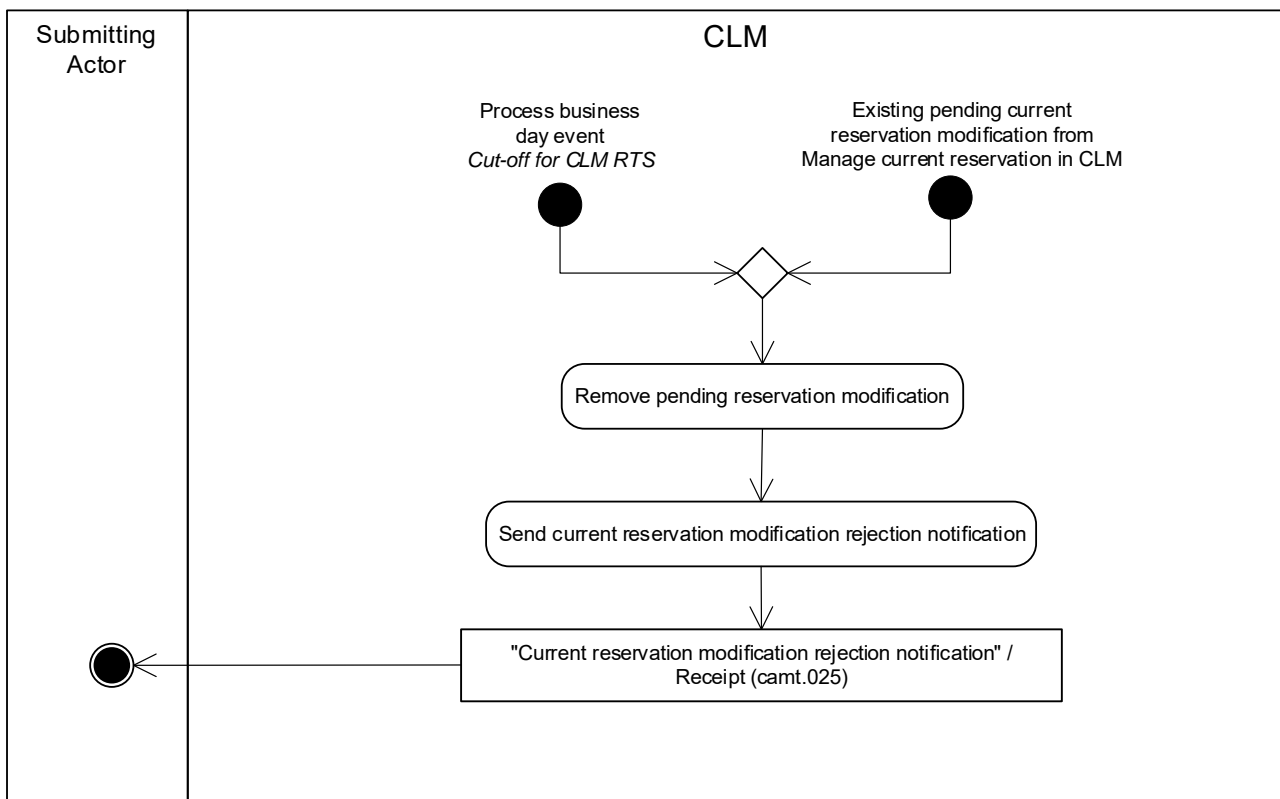 Submitting
Actor
CLM
Process business
day event
Cut-off for CLM RTS
Existing pending current
reservation modification from
Manage current reservation in CLM
Remove pending reservation modification
Send current reservation modification rejection notification
"Current reservation modification rejection notification" /
Receipt (camt.025)